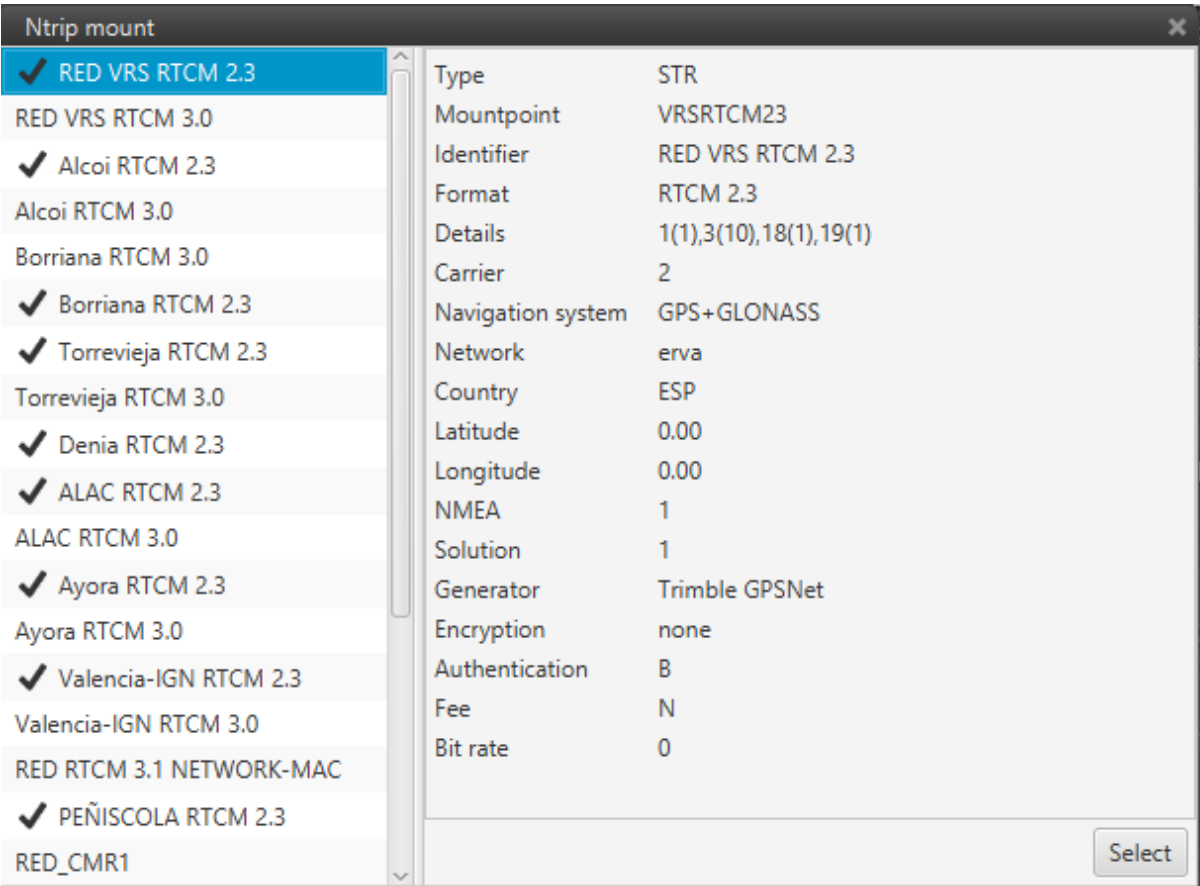 Ntrip mount
RED VRS RTCM 2.3
RED VRS RTCM 3.0
Alcoi RTCM 2.3
Alcoi RTCM 3.0
Borriana RTCM 3.0
Borriana RTCM 2.3
Torrevieja RTCM 2.3
Torrevieja RTCM 3.0
Denia RTCM 2.3
ALAC RTCM 2.3
ALAC RTCM 3.0
Ayora RTCM 2.3
Ayora RTCM 3.0
Valencia-IGN RTCM 2.3
Valencia-IGN RTCM 3.0
RED RTCM 3.1 NETWORK-MAC
PEÑISCOLA RTCM 2.3
RED_CMR1
Type STR
Mountpoint VRSRTCM23
Identifier RED VRS RTCM 2.3
Format RTCM 2.3
Details 1(1),3(10),18(1),19(1)
Carrier 2
Navigation system GPS+GLONASS
Network erva
Country ESP
Latitude 0.00
Longitude 0.00
NMEA 1
Solution 1
Generator Trimble GPSNet
Encryption none
Authentication B
Fee N
Bit rate 0
Select